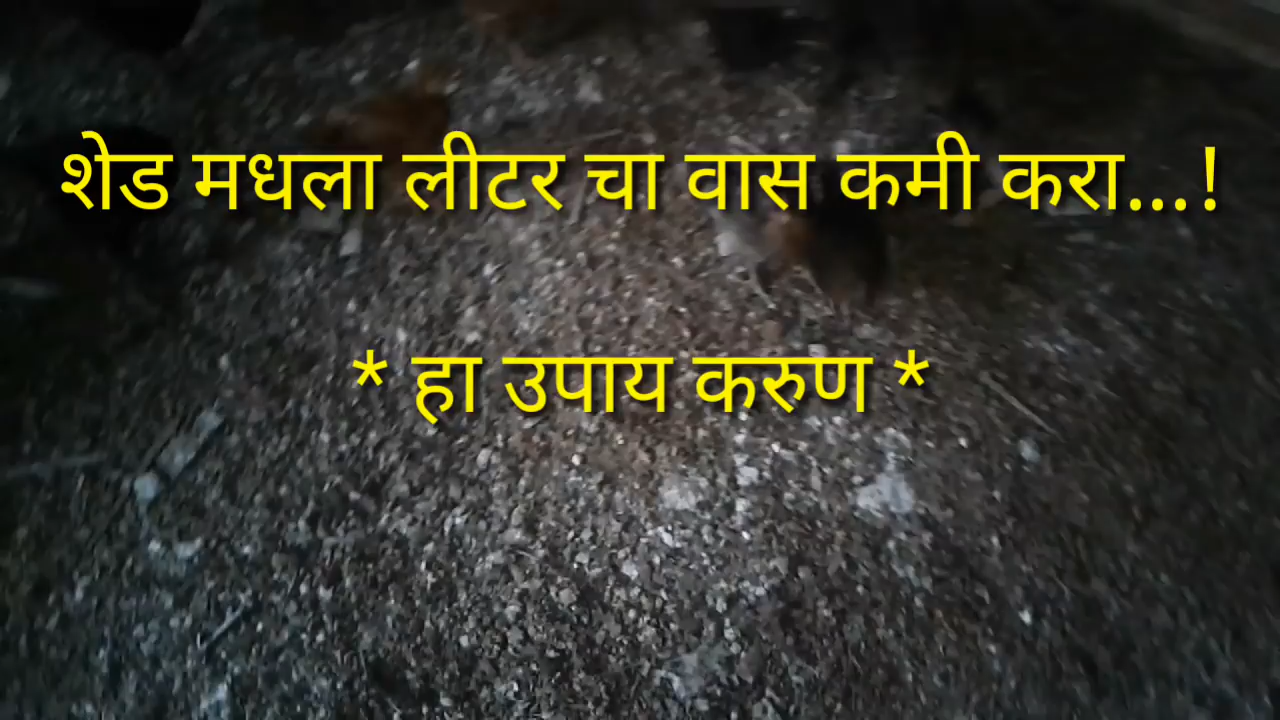 शेड मधला लीटर चा वास कमी करा...!
* हा उपाय करुण *